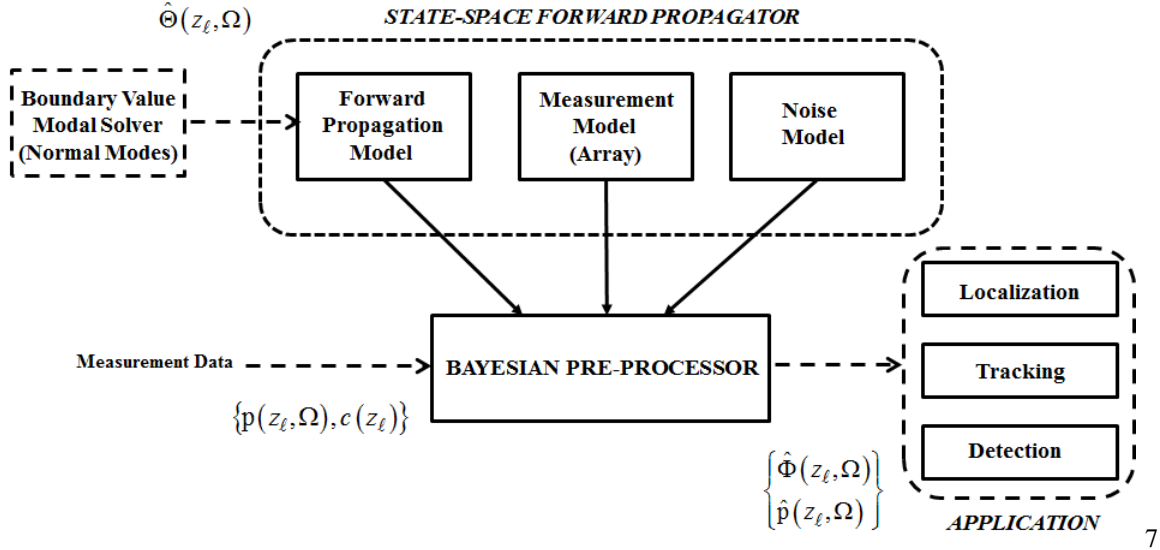 Θ̂(z_ℓ,Ω)
STATE-SPACE FORWARD PROPAGATOR
Boundary Value
Modal Solver
(Normal Modes)
Forward
Propagation
Model
Measurement
Model
(Array)
Noise
Model
Measurement Data
{p(z_ℓ,Ω),c(z_ℓ)}
BAYESIAN PRE-PROCESSOR
{Φ̂(z_ℓ,Ω)
p̂(z_ℓ,Ω)}
Localization
Tracking
Detection
APPLICATION
7